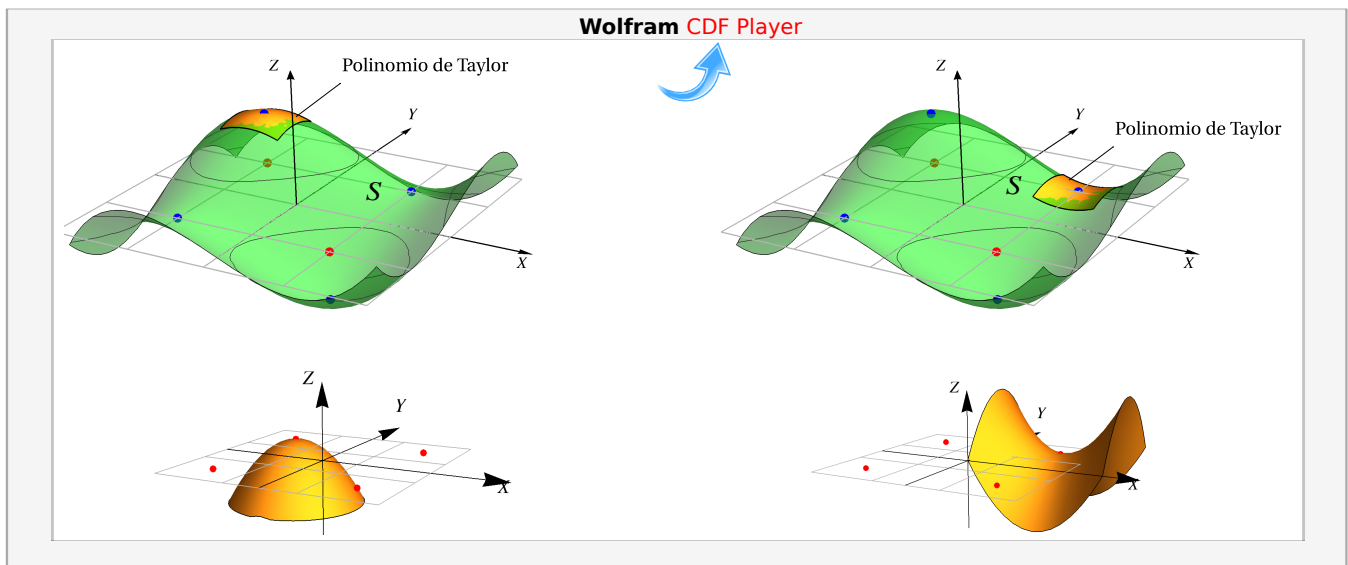 Wolfram CDF Player
Z
Polinomio de Taylor
Y
S
X
Z
Y
Polinomio de Taylor
S
X
Z
Y
X
Z
Y
X